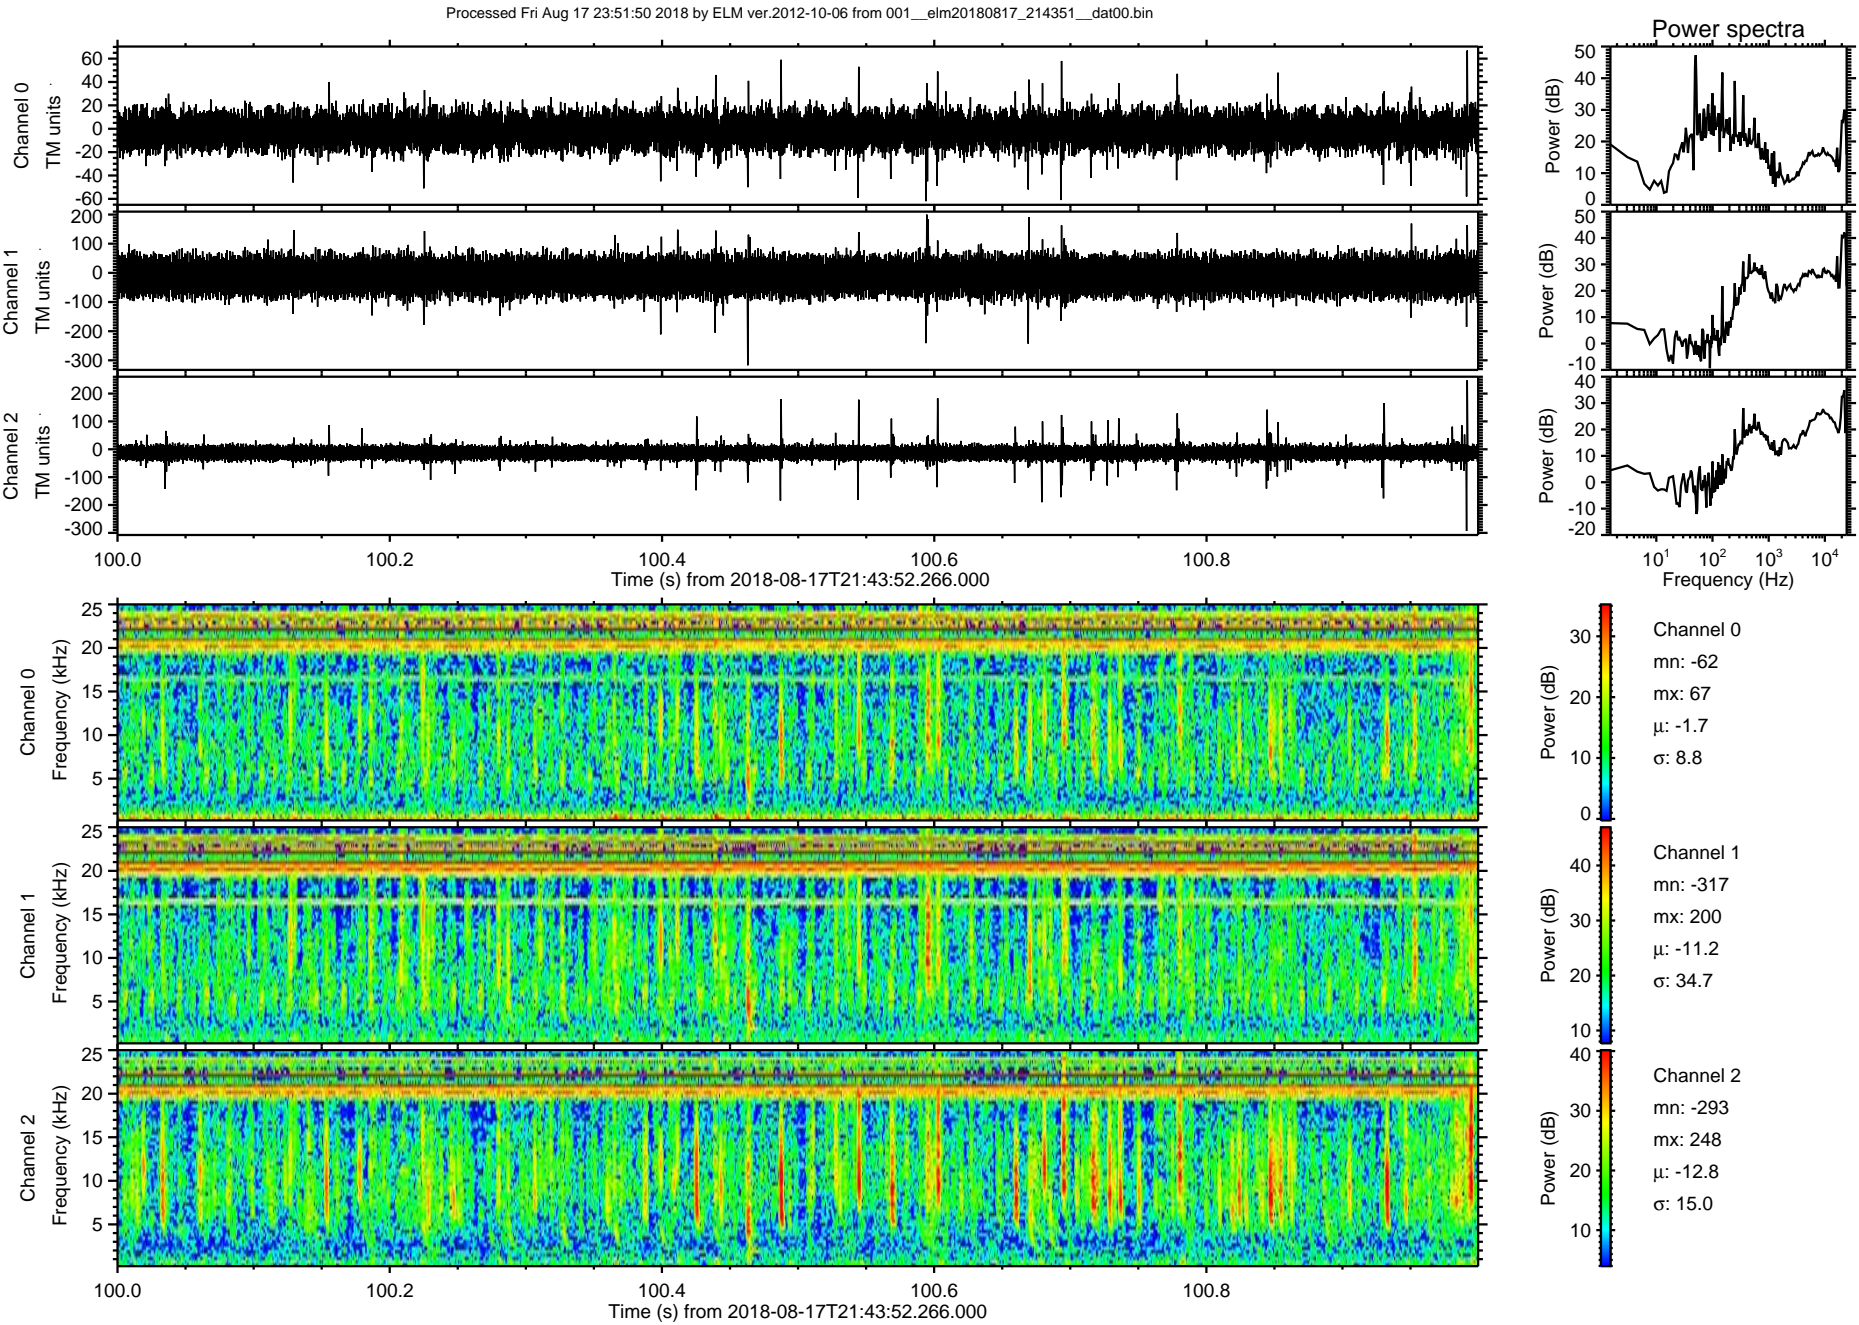 Processed Fri Aug 17 23:51:50 2018 by ELM ver.2012-10-06 from 001__elm20180817_214351__dat00.bin
Power spectra
Channel 0
TM units
60
40
20
0
-20
-40
-60
Power (dB)
50
40
30
20
10
0
Channel 1
TM units
200
100
0
-100
-200
-300
Power (dB)
50
40
30
20
10
0
-10
Channel 2
TM units
200
100
0
-100
-200
-300
Power (dB)
40
30
20
10
0
-10
-20
100.0 100.2 100.4 100.6 100.8
Time (s) from 2018-08-17T21:43:52.266.000
10^1 10^2 10^3 10^4
Frequency (Hz)
Channel 0
Frequency (kHz)
25
20
15
10
5
Power (dB)
30
20
10
0
Channel 0
mn: -62
mx: 67
μ: -1.7
σ: 8.8
Channel 1
Frequency (kHz)
25
20
15
10
5
Power (dB)
40
30
20
10
Channel 1
mn: -317
mx: 200
μ: -11.2
σ: 34.7
Channel 2
Frequency (kHz)
25
20
15
10
5
Power (dB)
40
30
20
10
Channel 2
mn: -293
mx: 248
μ: -12.8
σ: 15.0
100.0 100.2 100.4 100.6 100.8
Time (s) from 2018-08-17T21:43:52.266.000